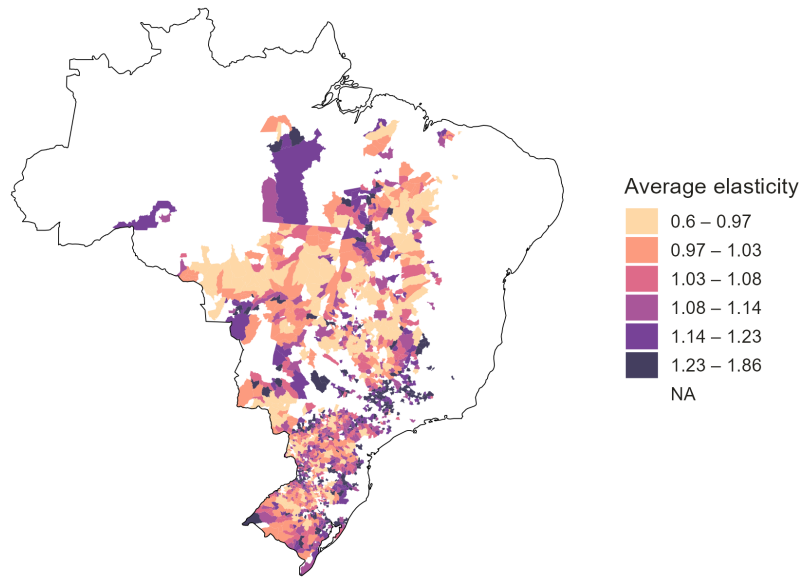 Average elasticity
0.6 – 0.97
0.97 – 1.03
1.03 – 1.08
1.08 – 1.14
1.14 – 1.23
1.23 – 1.86
NA